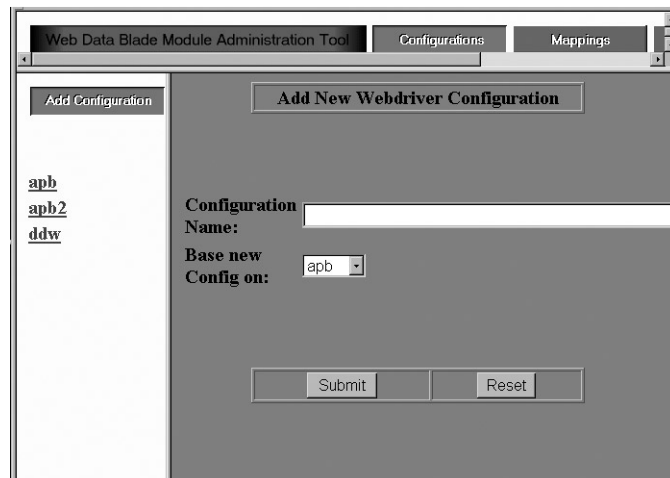 Web Data Blade Module Administration Tool
Configurations
Mappings
Add Configuration
Add New Webdriver Configuration
apb
apb2
ddw
Configuration
Name:
Base new
Config on:
apb
Submit
Reset